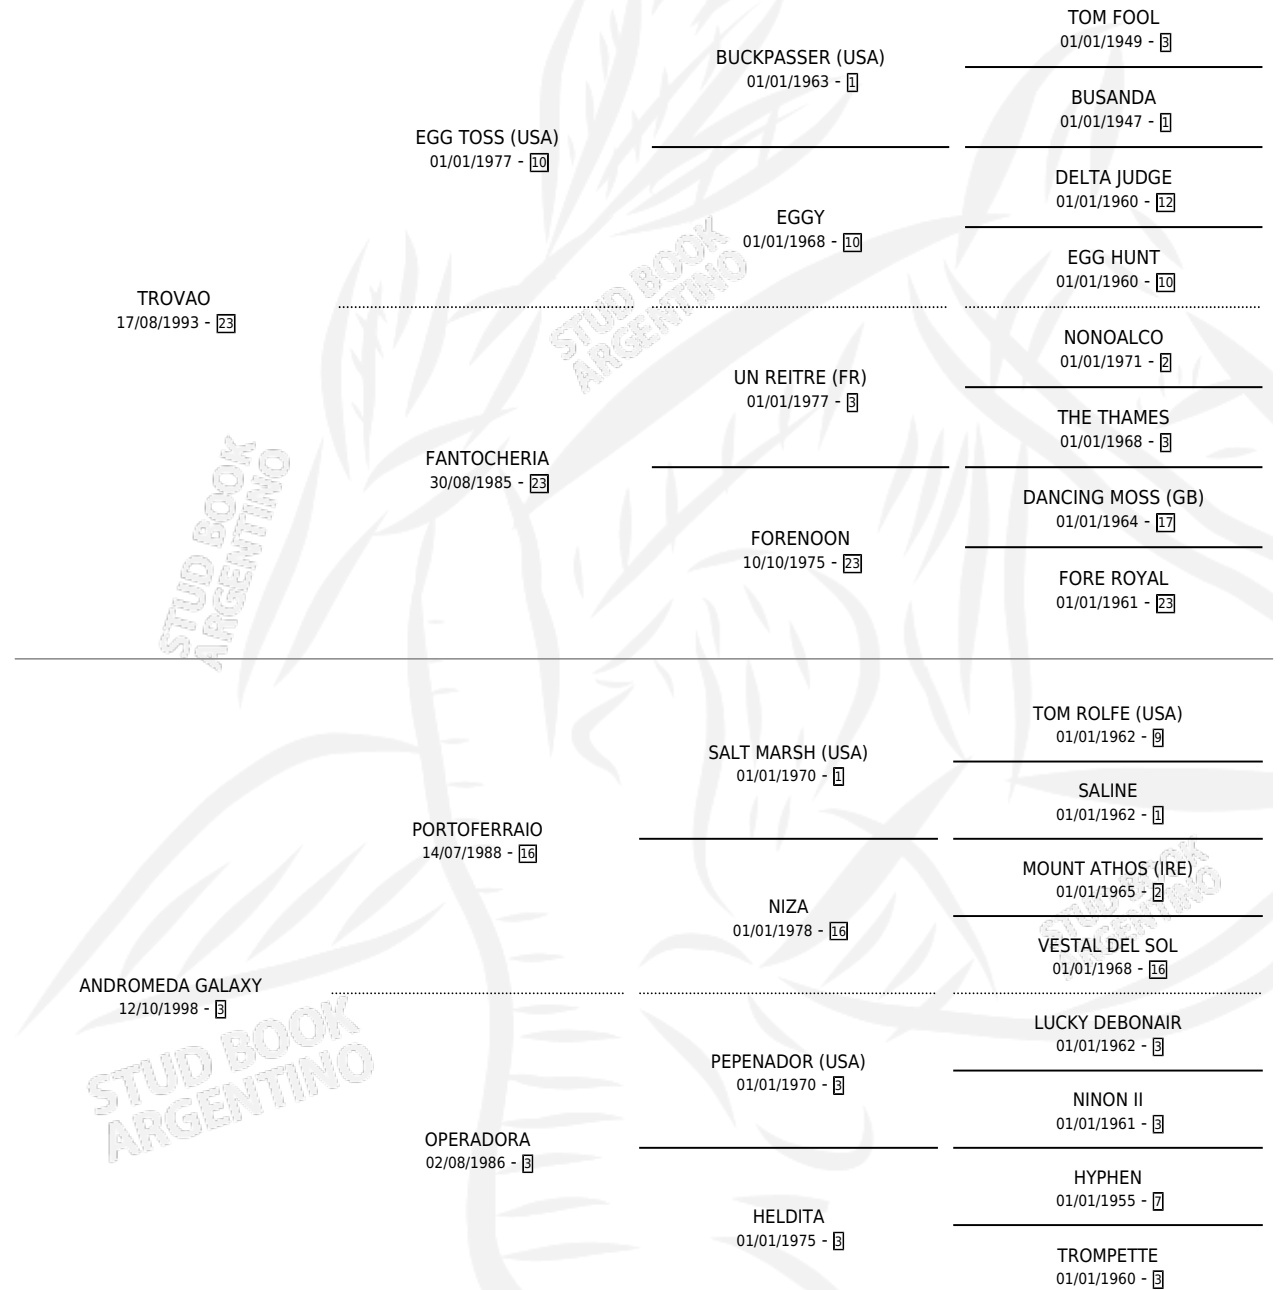 TOM FOOL
01/01/1949 - 3
BUCKPASSER (USA)
01/01/1963 - 1
BUSANDA
01/01/1947 - 1
EGG TOSS (USA)
01/01/1977 - 10
DELTA JUDGE
01/01/1960 - 12
EGGY
01/01/1968 - 10
EGG HUNT
01/01/1960 - 10
TROVAO
17/08/1993 - 23
NONOALCO
01/01/1971 - 2
UN REITRE (FR)
01/01/1977 - 3
THE THAMES
01/01/1968 - 3
FANTOCHERIA
30/08/1985 - 23
DANCING MOSS (GB)
01/01/1964 - 17
FORENOON
10/10/1975 - 23
FORE ROYAL
01/01/1961 - 23
TOM ROLFE (USA)
01/01/1962 - 9
SALT MARSH (USA)
01/01/1970 - 1
SALINE
01/01/1962 - 1
PORTOFERRAIO
14/07/1988 - 16
MOUNT ATHOS (IRE)
01/01/1965 - 2
NIZA
01/01/1978 - 16
VESTAL DEL SOL
01/01/1968 - 16
ANDROMEDA GALAXY
12/10/1998 - 3
LUCKY DEBONAIR
01/01/1962 - 3
PEPENADOR (USA)
01/01/1970 - 3
NINON II
01/01/1961 - 3
OPERADORA
02/08/1986 - 3
HYPHEN
01/01/1955 - 7
HELDITA
01/01/1975 - 3
TROMPETTE
01/01/1960 - 3
STUD BOOK
ARGENTINO
STUD BOOK
ARGENTINO
STUD BOOK
ARGENTINO
STUD BOOK
ARGENTINO